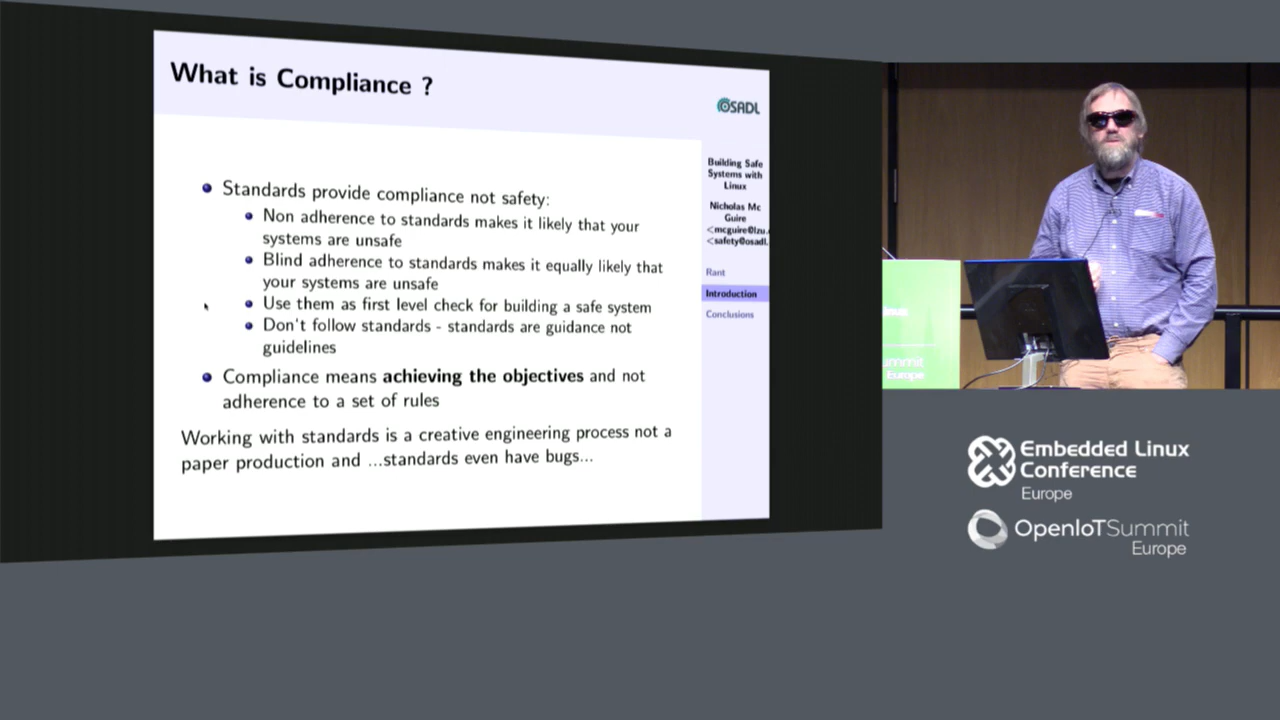 What is Compliance ?
OSADL
Standards provide compliance not safety:
Non adherence to standards makes it likely that your
systems are unsafe
Blind adherence to standards makes it equally likely that
your systems are unsafe
Use them as first level check for building a safe system
Don't follow standards - standards are guidance not
guidelines
Compliance means achieving the objectives and not
adherence to a set of rules
Working with standards is a creative engineering process not a
paper production and ...standards even have bugs...
Building Safe
Systems with
Linux
Nicholas Mc
Guire
<mcguire@lzu.
<safety@osadl.
Rant
Introduction
Conclusions
Europe
Embedded Linux
Conference
Europe
OpenIoTSummit
Europe